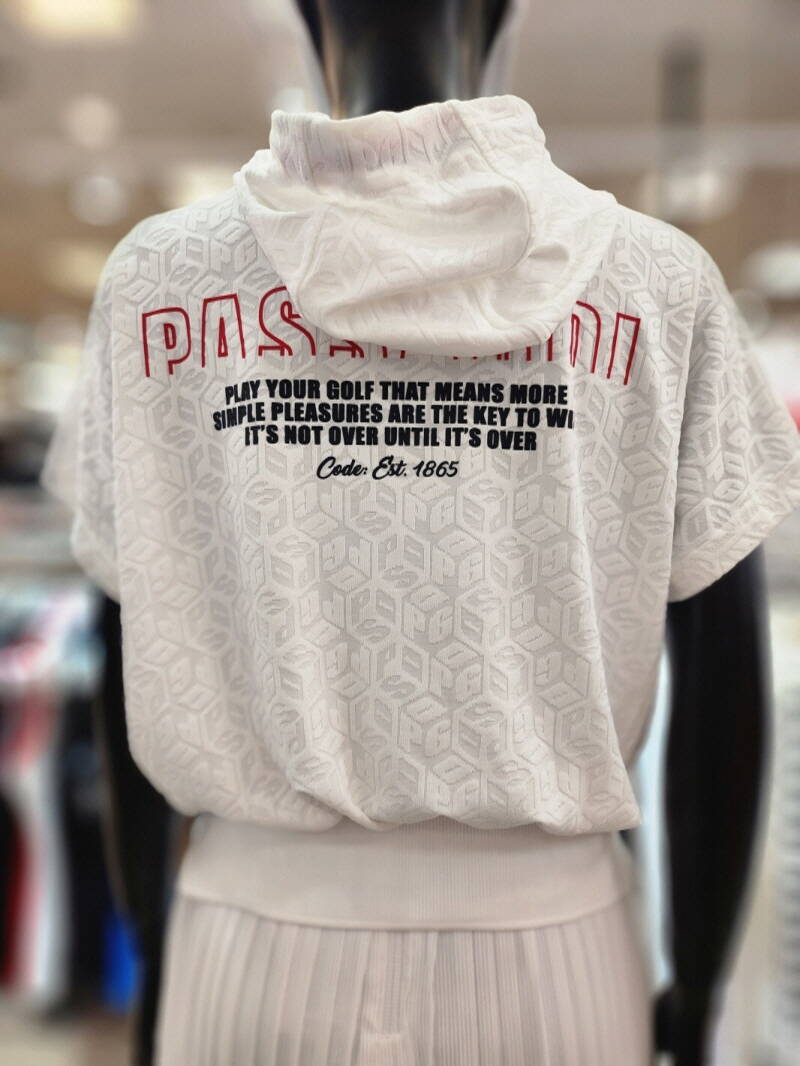 PLAY YOUR GOLF THAT MEANS MORE
SIMPLE PLEASURES ARE THE KEY TO
IT'S NOT OVER UNTIL IT'S OVER
Code: Est. 1865